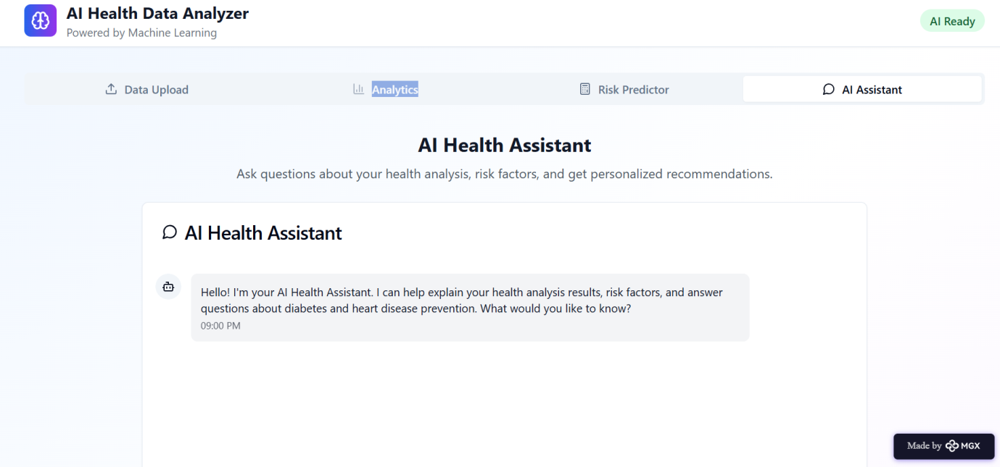 AI Health Data Analyzer
Powered by Machine Learning
AI Ready
Data Upload
Analytics
Risk Predictor
AI Assistant
AI Health Assistant
Ask questions about your health analysis, risk factors, and get personalized recommendations.
AI Health Assistant
Hello! I'm your AI Health Assistant. I can help explain your health analysis results, risk factors, and answer
questions about diabetes and heart disease prevention. What would you like to know?
09:00 PM
Made by MGX